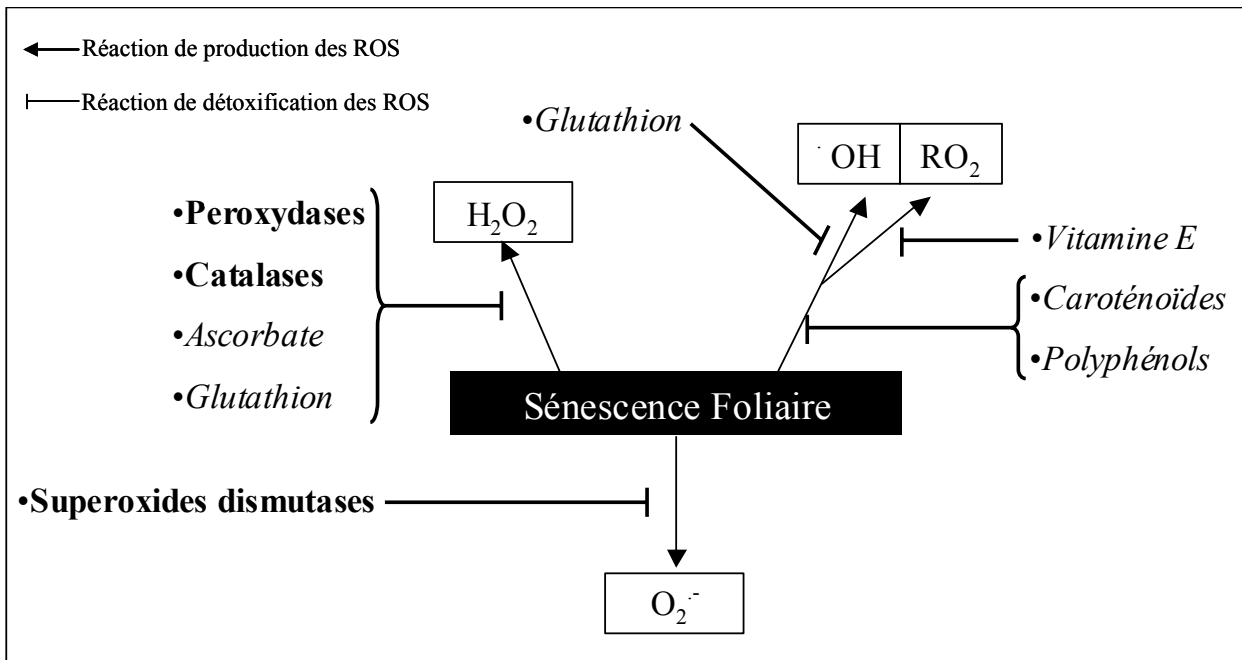 Réaction de production des ROS
Réaction de détoxification des ROS
•Glutathion
·OH
RO₂
H₂O₂
•Peroxydases
•Catalases
•Ascorbate
•Glutathion
•Vitamine E
•Caroténoïdes
•Polyphénols
Sénescence Foliaire
•Superoxides dismutases
O₂·⁻